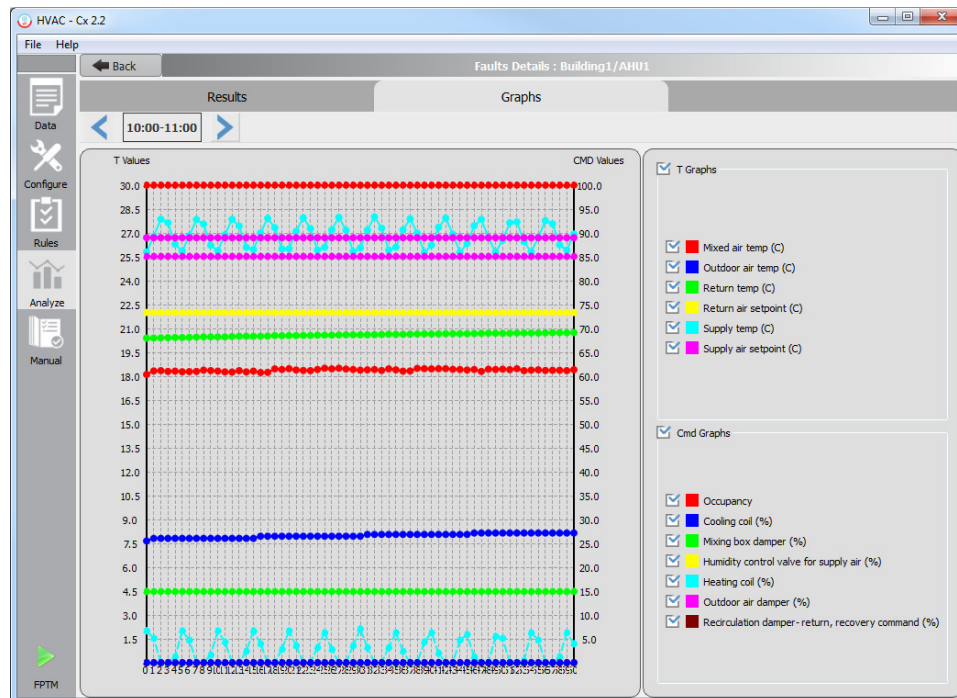 HVAC - Cx 2.2
File Help
Back
Faults Details : Building1/AHU1
Results
Graphs
Data
Configure
Rules
Analyze
Manual
FPTM
10:00-11:00
T Values
CMD Values
30.0
28.5
27.0
25.5
24.0
22.5
21.0
19.5
18.0
16.5
15.0
13.5
12.0
10.5
9.0
7.5
6.0
4.5
3.0
1.5
100.0
95.0
90.0
85.0
80.0
75.0
70.0
65.0
60.0
55.0
50.0
45.0
40.0
35.0
30.0
25.0
20.0
15.0
10.0
5.0
T Graphs
Mixed air temp (C)
Outdoor air temp (C)
Return temp (C)
Return air setpoint (C)
Supply temp (C)
Supply air setpoint (C)
Cmd Graphs
Occupancy
Cooling coil (%)
Mixing box damper (%)
Humidity control valve for supply air (%)
Heating coil (%)
Outdoor air damper (%)
Recirculation damper- return, recovery command (%)